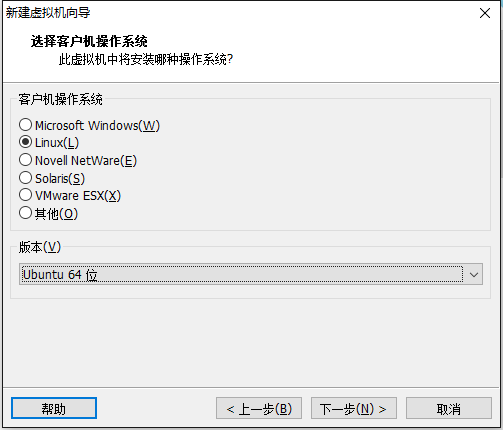 新建虚拟机向导
选择客户机操作系统
此虚拟机中将安装哪种操作系统?
客户机操作系统
Microsoft Windows(W)
Linux(L)
Novell NetWare(E)
Solaris(S)
VMware ESX(X)
其他(O)
版本(V)
Ubuntu 64 位
帮助
< 上一步(B)
下一步(N) >
取消